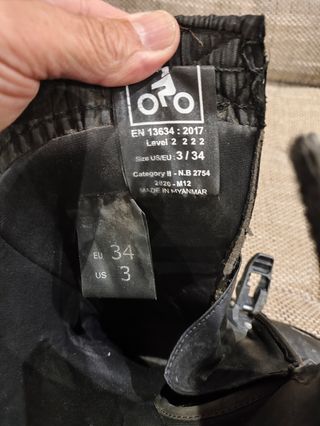 EN 13634 : 2017
Level 2 2 2 2
Size US/EU : 3 / 34
Category II - N.B 2754
2020 - M12
MADE IN MYANMAR
EU 34
US 3